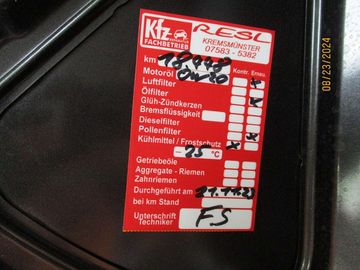 Kfz
FACHBETRIEB
RESL
KREMSMÜNSTER
07583 - 5382
km
Motoröl 0W20
Kontr. Erneu.
Luftfilter x
Ölfilter x
Glüh-Zündkerzen
Bremsflüssigkeit
Dieselfilter
Pollenfilter x
Kühlmittel / Frostschutz x
- 25 °C
Getriebeöle
Aggregate - Riemen
Zahnriemen
Durchgeführt am
bei km Stand
Unterschrift FS
Techniker
08/23/2024